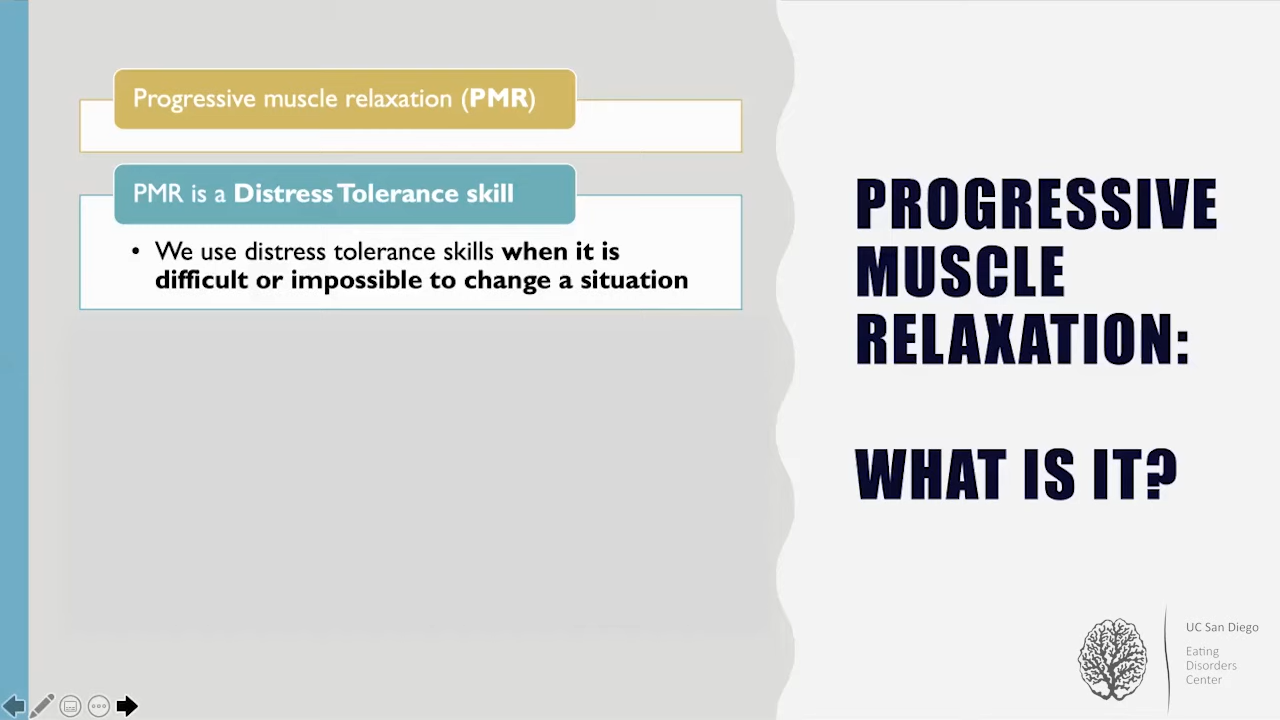 Progressive muscle relaxation (PMR)
PMR is a Distress Tolerance skill
• We use distress tolerance skills when it is
difficult or impossible to change a situation
PROGRESSIVE
MUSCLE
RELAXATION:
WHAT IS IT?
UC San Diego
Eating
Disorders
Center